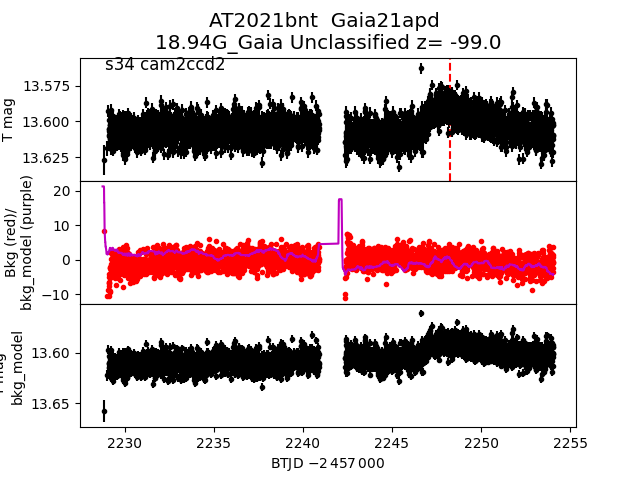 AT2021bnt  Gaia21apd
18.94G_Gaia Unclassified z= -99.0
s34 cam2ccd2
T mag
13.575
13.600
13.625
Bkg (red)/
bkg_model (purple)
20
10
0
−10
mag
bkg_model
13.60
13.65
2230
2235
2240
2245
2250
2255
BTJD −2 457 000